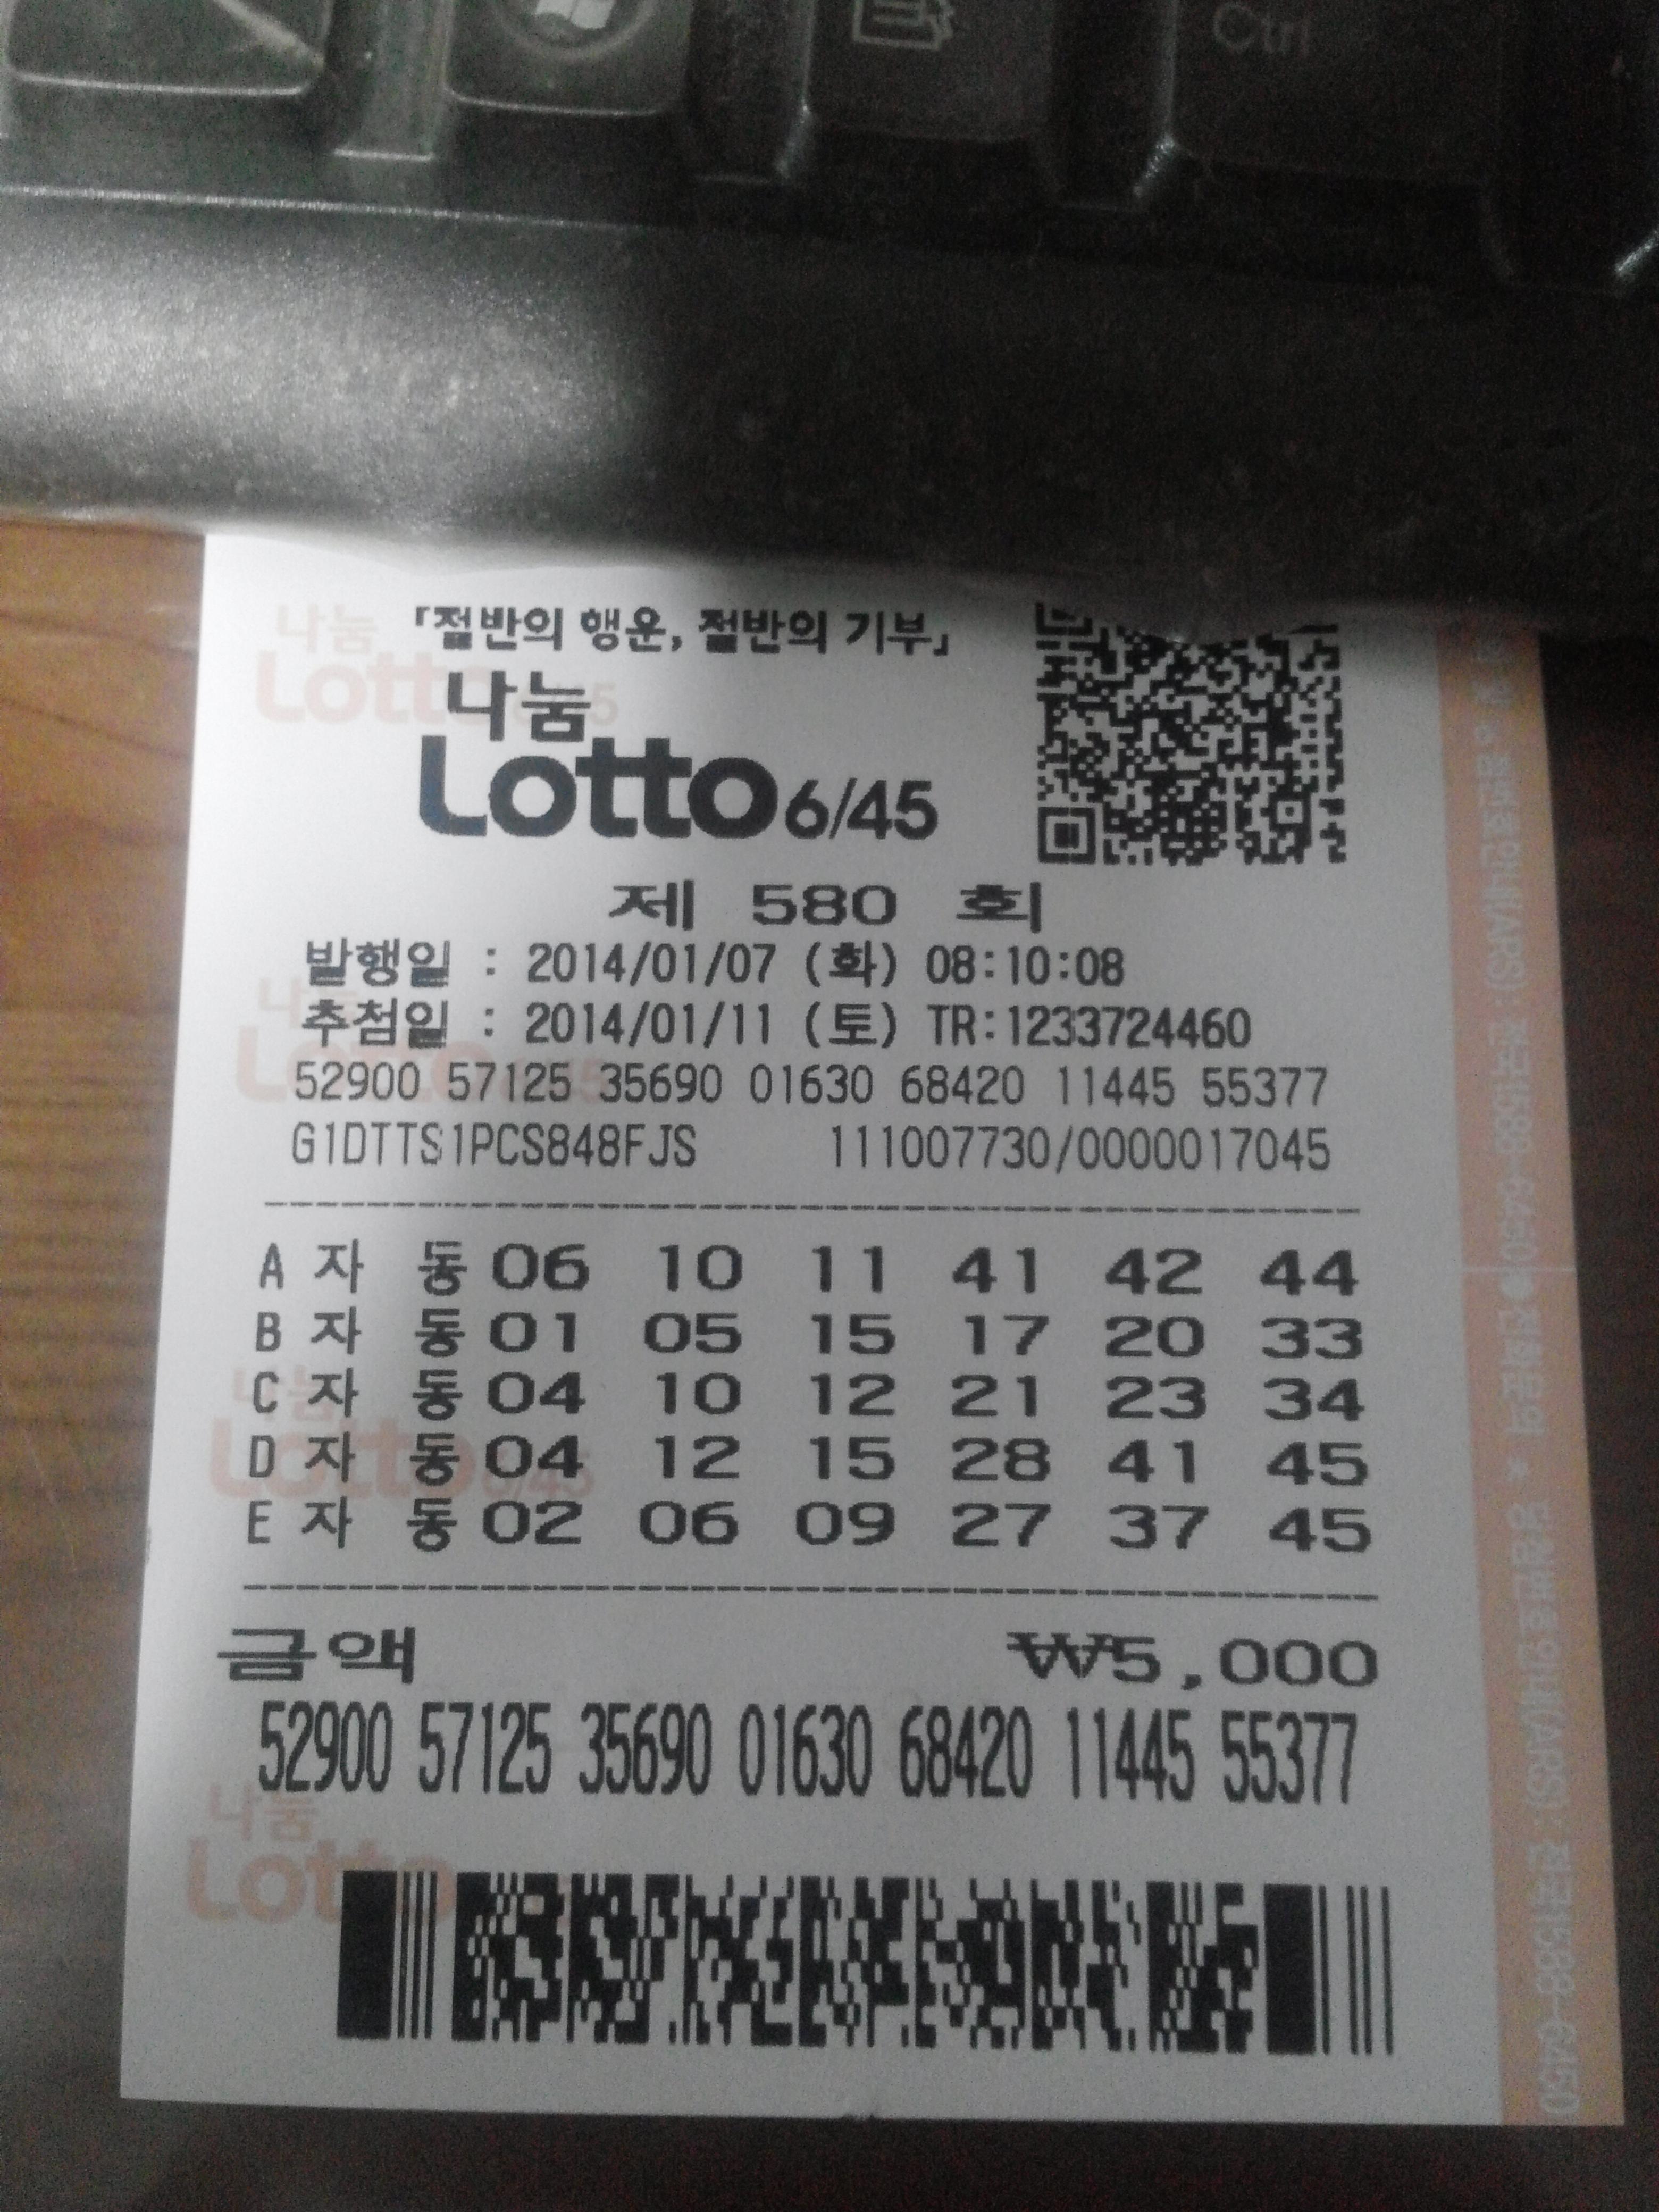 Ctrl
「절반의 행운, 절반의 기부」
나눔
Lotto 6/45
제 580 회
발행일 : 2014/01/07 (화) 08:10:08
추첨일 : 2014/01/11 (토) TR:1233724460
52900 57125 35690 01630 68420 11445 55377
G1DTTS1PCS848FJS 111007730/0000017045
A 자 동 06 10 11 41 42 44
B 자 동 01 05 15 17 20 33
C 자 동 04 10 12 21 23 34
D 자 동 04 12 15 28 41 45
E 자 동 02 06 09 27 37 45
금액 ₩5,000
52900 57125 35690 01630 68420 11445 55377
나눔
Lotto